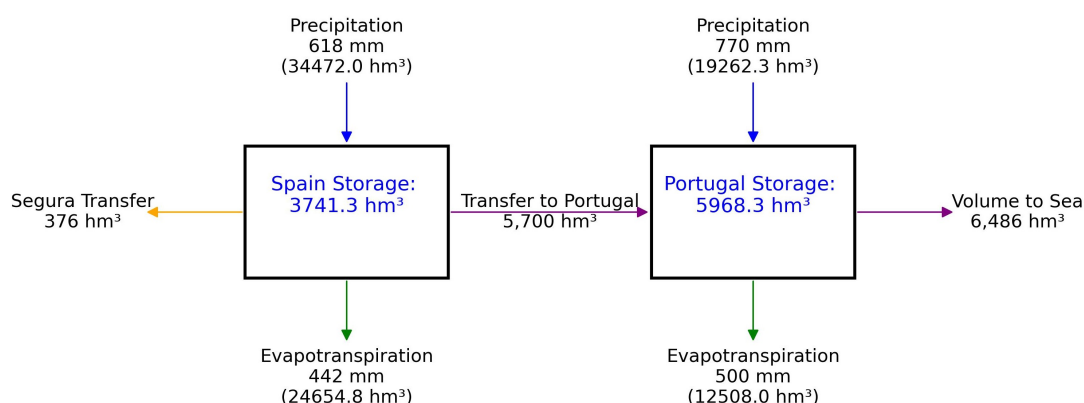 Precipitation
618 mm
(34472.0 hm³)
Precipitation
770 mm
(19262.3 hm³)
Spain Storage:
3741.3 hm³
Portugal Storage:
5968.3 hm³
Segura Transfer
376 hm³
Transfer to Portugal
5,700 hm³
Volume to Sea
6,486 hm³
Evapotranspiration
442 mm
(24654.8 hm³)
Evapotranspiration
500 mm
(12508.0 hm³)